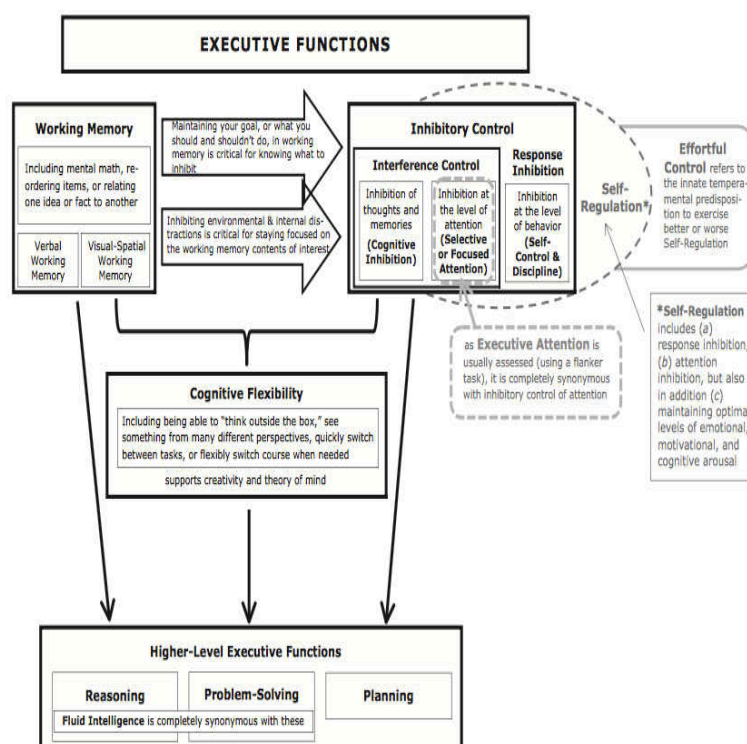 EXECUTIVE FUNCTIONS
Working Memory
Including mental math, re-
ordering items, or relating
one idea or fact to another
Verbal
Working
Memory
Visual-Spatial
Working
Memory
Maintaining your goal, or what you
should and shouldn't do, in working
memory is critical for knowing what to
inhibit
Inhibiting environmental & internal dis-
tractions is critical for staying focused on
the working memory contents of interest
Inhibitory Control
Interference Control
Inhibition of
thoughts and
memories
(Cognitive
Inhibition)
Inhibition at
the level of
attention
(Selective
or Focused
Attention)
Response
Inhibition
Inhibition
at the level
of behavior
(Self-
Control &
Discipline)
Self-
Regulation*
Effortful
Control refers to
the innate tempera-
mental predisposi-
tion to exercise
better or worse
Self-Regulation
*Self-Regulation
includes (a)
response inhibition,
(b) attention
inhibition, but also
in addition (c)
maintaining optima
levels of emotional,
motivational, and
cognitive arousal
as Executive Attention is
usually assessed (using a flanker
task), it is completely synonymous
with inhibitory control of attention
Cognitive Flexibility
Including being able to "think outside the box," see
something from many different perspectives, quickly switch
between tasks, or flexibly switch course when needed
supports creativity and theory of mind
Higher-Level Executive Functions
Reasoning
Problem-Solving
Planning
Fluid Intelligence is completely synonymous with these